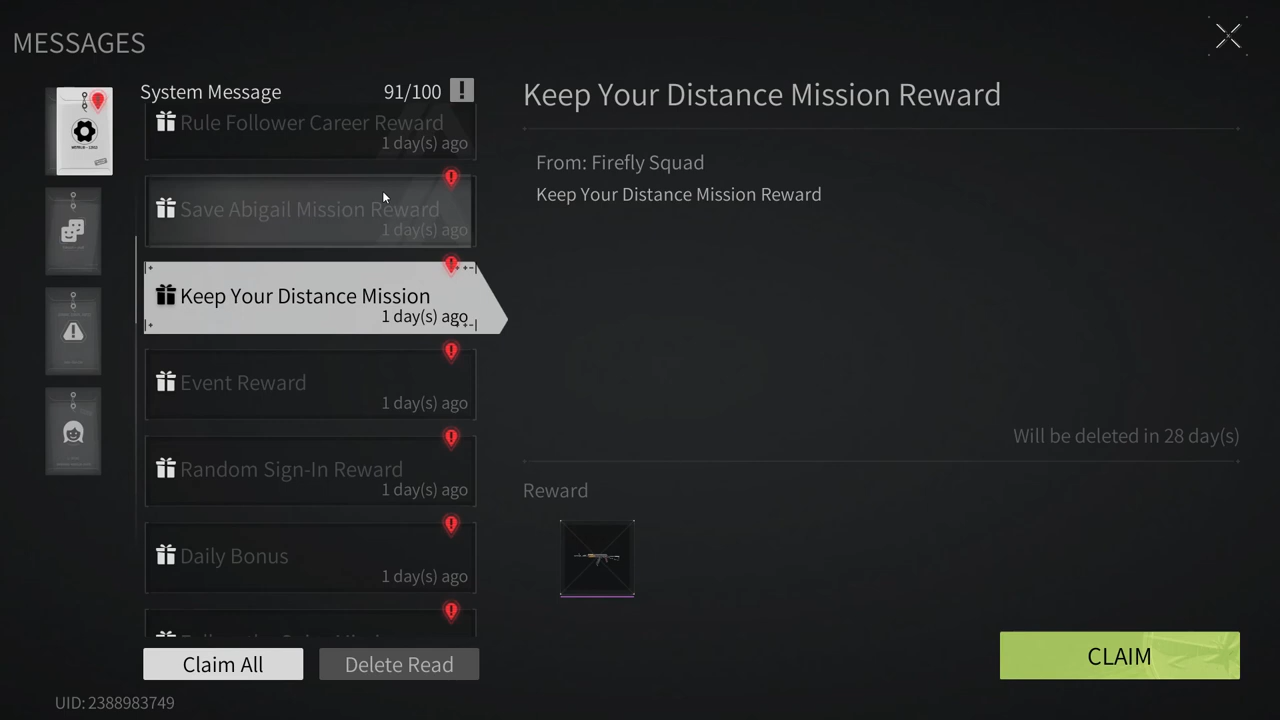 MESSAGES
System Message 91/100
Rule Follower Career Reward
1 day(s) ago
Save Abigail Mission Reward
1 day(s) ago
Keep Your Distance Mission
1 day(s) ago
Event Reward
1 day(s) ago
Random Sign-In Reward
1 day(s) ago
Daily Bonus
1 day(s) ago
Claim All
Delete Read
UID: 2388983749
Keep Your Distance Mission Reward
From: Firefly Squad
Keep Your Distance Mission Reward
Will be deleted in 28 day(s)
Reward
CLAIM